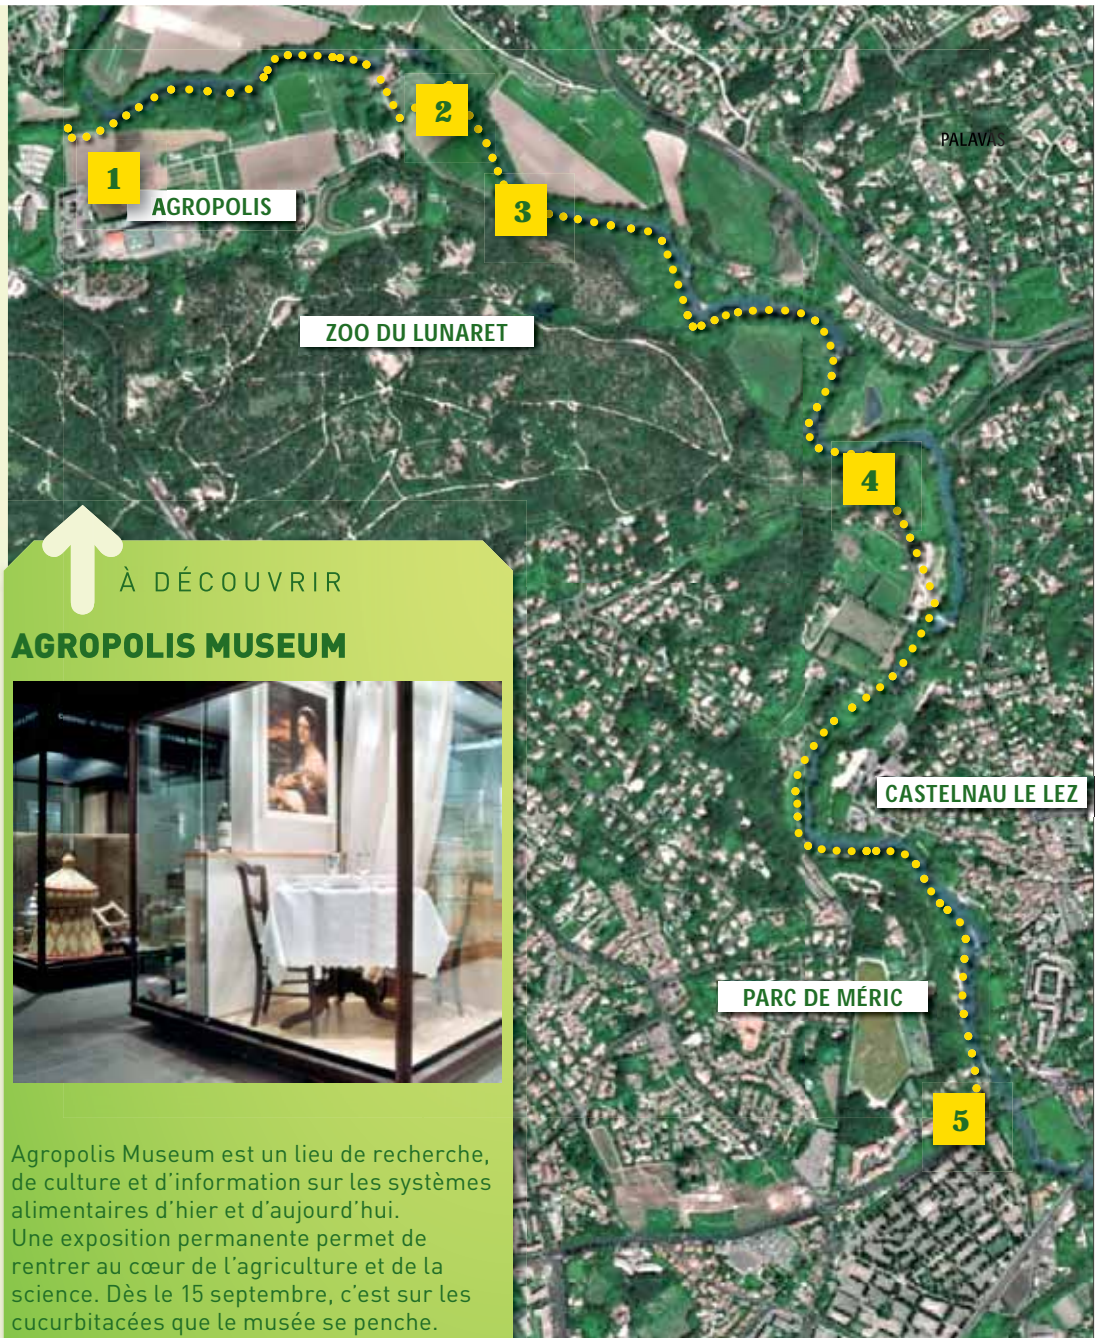 1
AGROPOLIS
2
3
PALAVAS
ZOO DU LUNARET
4
CASTELNAU LE LEZ
PARC DE MÉRIC
5
À DÉCOUVRIR
AGROPOLIS MUSEUM
Agropolis Museum est un lieu de recherche,
de culture et d’information sur les systèmes
alimentaires d’hier et d’aujourd’hui.
Une exposition permanente permet de
rentrer au cœur de l’agriculture et de la
science. Dès le 15 septembre, c’est sur les
cucurbitacées que le musée se penche.